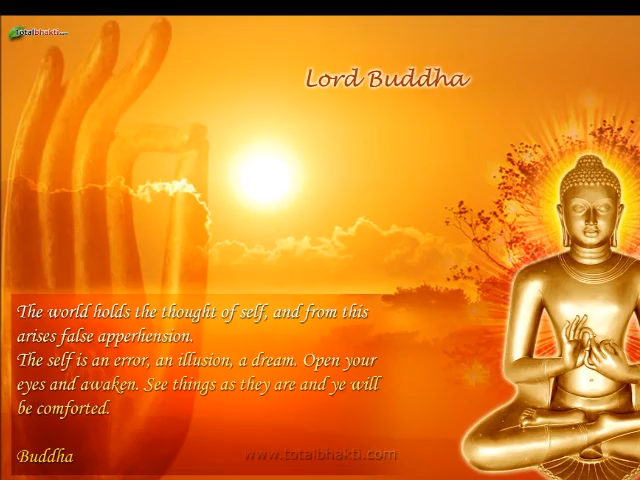 Totalbhakti.com
Lord Buddha
The world holds the thought of self, and from this
arises false apperhension.
The self is an error, an illusion, a dream. Open your
eyes and awaken. See things as they are and ye will
be comforted.
Buddha
www.totalbhakti.com